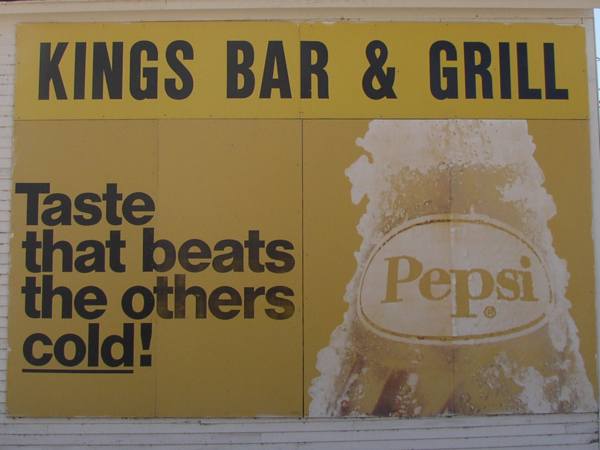 KINGS BAR & GRILL
Taste
that beats
the others
cold!
Pepsi
®